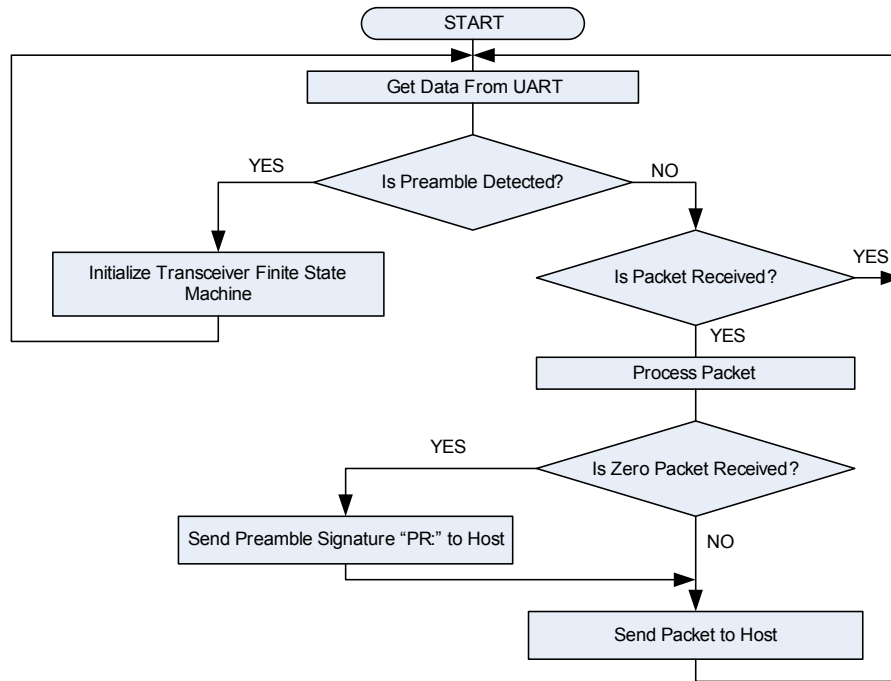 START
Get Data From UART
Is Preamble Detected?
YES
NO
Initialize Transceiver Finite State
Machine
Is Packet Received?
YES
YES
Process Packet
Is Zero Packet Received?
YES
NO
Send Preamble Signature “PR:” to Host
Send Packet to Host